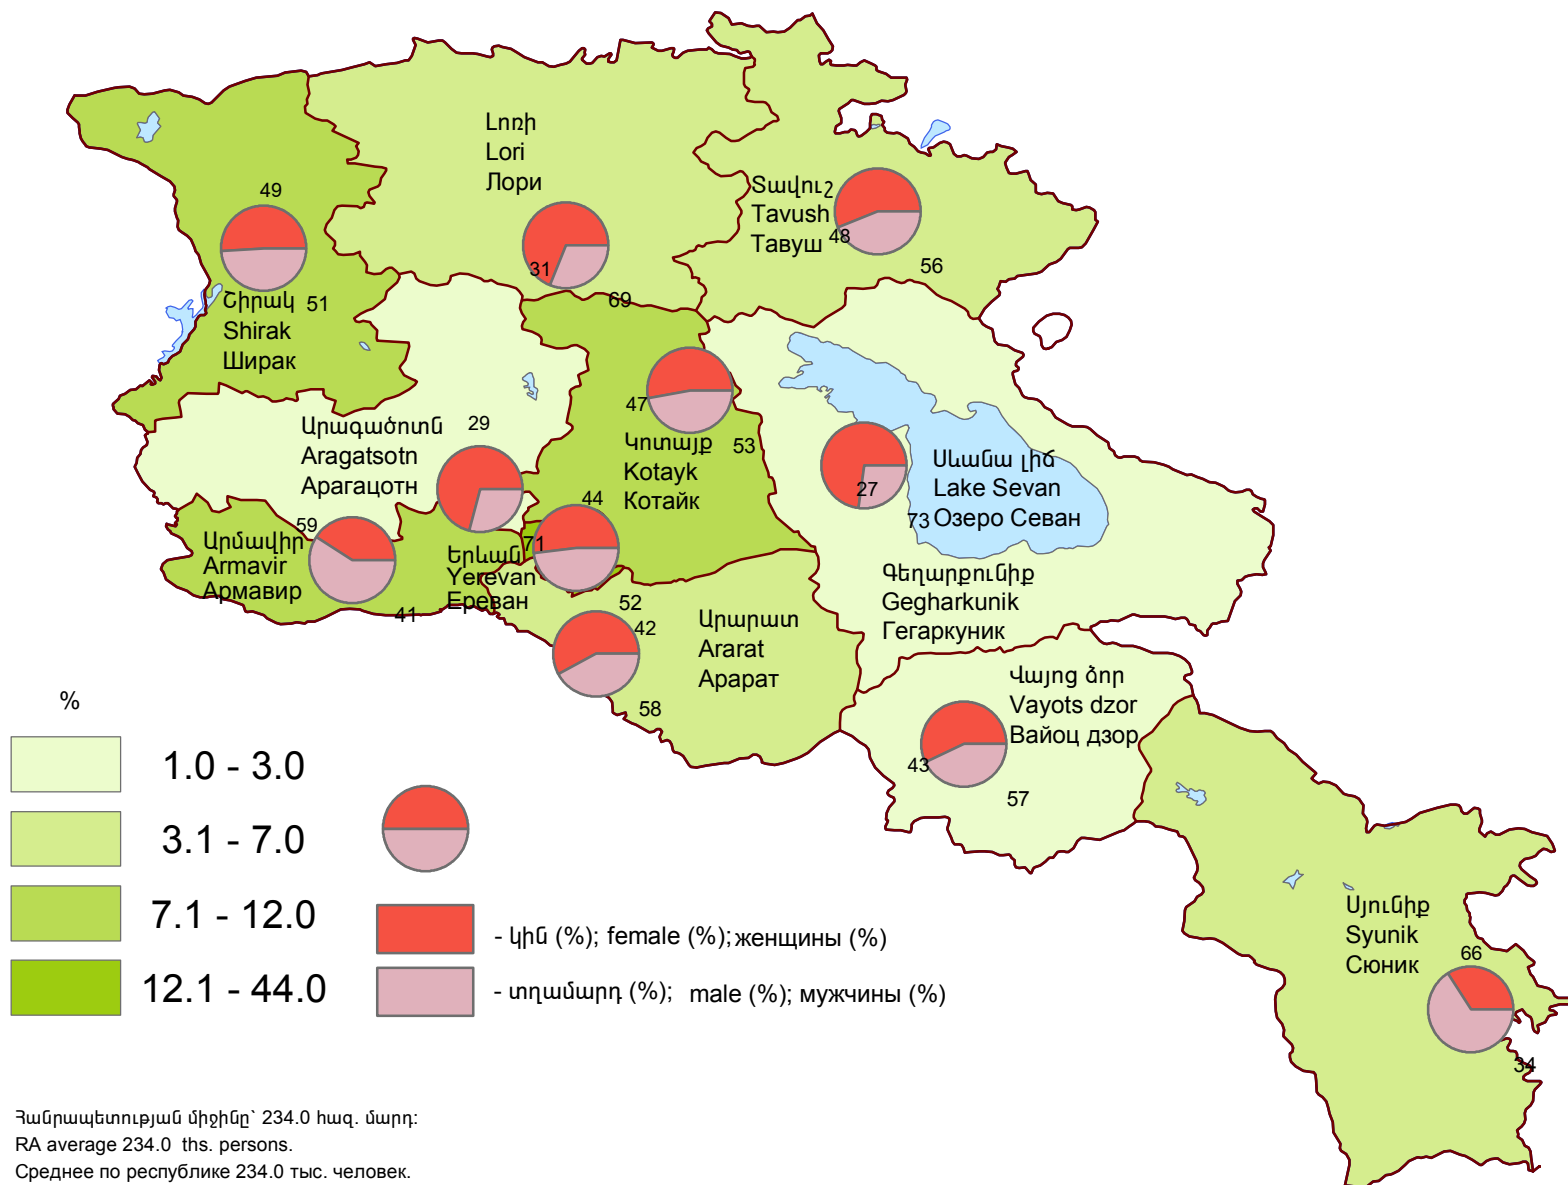 Լոռի
Lori
Лори
31
69
Տավուշ
Tavush
Тавуш
48
56
49
51
Շիրակ
Shirak
Ширак
Արագածոտն
Aragatsotn
Арагацотн
29
71
47
53
Կոտայք
Kotayk
Котайк
27
73
Սևանա լիճ
Lake Sevan
Озеро Севан
Գեղարքունիք
Gegharkunik
Гегаркуник
59
41
Արմավիր
Armavir
Армавир
44
52
Երևան
Yerevan
Ереван
42
58
Արարատ
Ararat
Арарат
Վայոց ձոր
Vayots dzor
Вайоц дзор
43
57
Սյունիք
Syunik
Сюник
66
34
%
1.0 - 3.0
3.1 - 7.0
7.1 - 12.0
12.1 - 44.0
- կին (%); female (%); женщины (%)
- տղամարդ (%); male (%); мужчины (%)
Հանրապետության միջինը` 234.0 հազ. մարդ:
RA average 234.0 ths. persons.
Среднее по республике 234.0 тыс. человек.